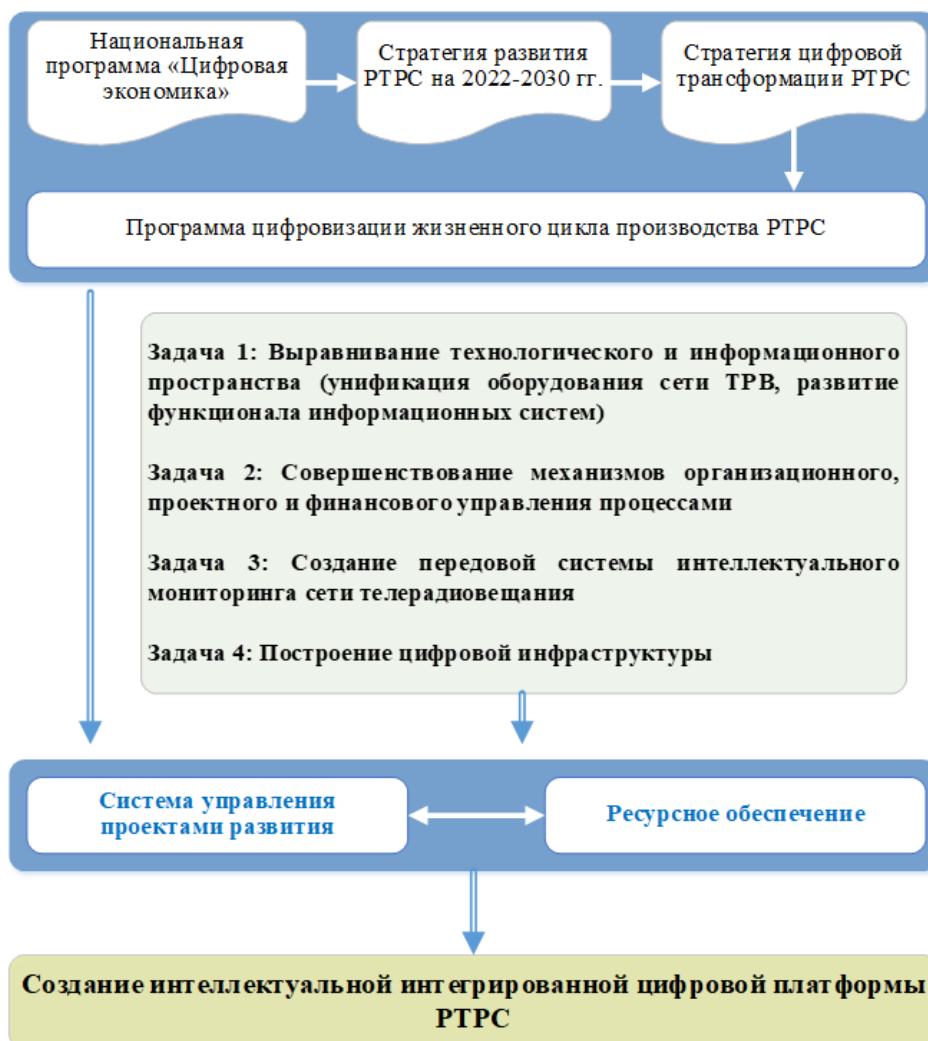 Национальная
программа «Цифровая
экономика»
Стратегия развития
РТРС на 2022-2030 гг.
Стратегия цифровой
трансформации РТРС
Программа цифровизации жизненного цикла производства РТРС
Задача 1: Выравнивание технологического и информационного
пространства (унификация оборудования сети ТРВ, развитие
функционала информационных систем)
Задача 2: Совершенствование механизмов организационного,
проектного и финансового управления процессами
Задача 3: Создание передовой системы интеллектуального
мониторинга сети телерадиовещания
Задача 4: Построение цифровой инфраструктуры
Система управления
проектами развития
Ресурсное обеспечение
Создание интеллектуальной интегрированной цифровой платформы
РТРС